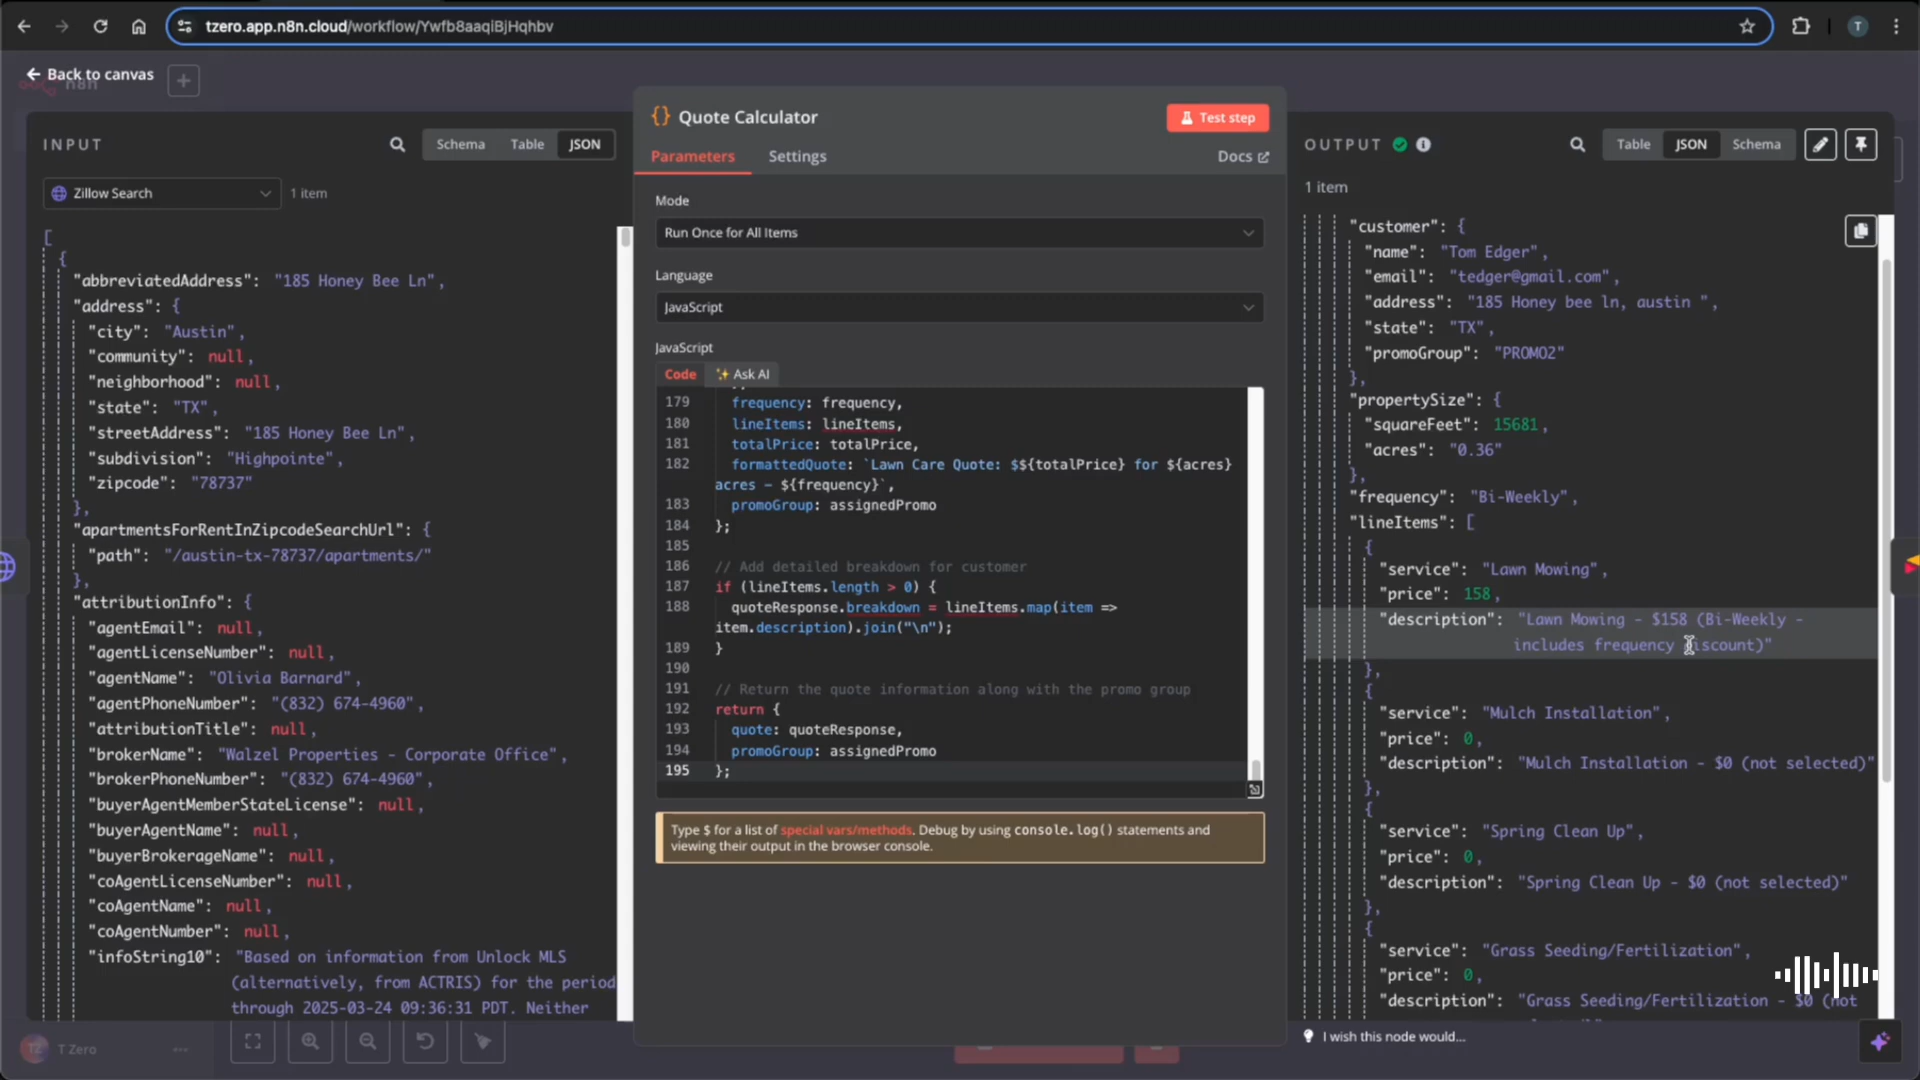 tzero.app.n8n.cloud/workflow/Ywfb8aaqiBjHqhbv
T
Back to canvas
n8n
INPUT
Schema
Table
JSON
Zillow Search
1 item
[
{
"abbreviatedAddress": "185 Honey Bee Ln",
"address": {
"city": "Austin",
"community": null,
"neighborhood": null,
"state": "TX",
"streetAddress": "185 Honey Bee Ln",
"subdivision": "Highpointe",
"zipcode": "78737"
},
"apartmentsForRentInZipcodeSearchUrl": {
"path": "/austin-tx-78737/apartments/"
},
"attributionInfo": {
"agentEmail": null,
"agentLicenseNumber": null,
"agentName": "Olivia Barnard",
"agentPhoneNumber": "(832) 674-4960",
"attributionTitle": null,
"brokerName": "Walzel Properties - Corporate Office",
"brokerPhoneNumber": "(832) 674-4960",
"buyerAgentMemberStateLicense": null,
"buyerAgentName": null,
"buyerBrokerageName": null,
"coAgentLicenseNumber": null,
"coAgentName": null,
"coAgentNumber": null,
"infoString10": "Based on information from Unlock MLS
(alternatively, from ACTRIS) for the period
through 2025-03-24 09:36:31 PDT. Neither
TZ
T Zero
{} Quote Calculator
Test step
Parameters
Settings
Docs
Mode
Run Once for All Items
Language
JavaScript
JavaScript
Code
Ask AI
179 frequency: frequency,
180 lineItems: lineItems,
181 totalPrice: totalPrice,
182 formattedQuote: `Lawn Care Quote: $${totalPrice} for ${acres}
acres - ${frequency}`,
183 promoGroup: assignedPromo
184 };
185
186 // Add detailed breakdown for customer
187 if (lineItems.length > 0) {
188 quoteResponse.breakdown = lineItems.map(item =>
item.description).join("\n");
189 }
190
191 // Return the quote information along with the promo group
192 return {
193 quote: quoteResponse,
194 promoGroup: assignedPromo
195 };
Type $ for a list of special vars/methods. Debug by using console.log() statements and
viewing their output in the browser console.
OUTPUT
Table
JSON
Schema
1 item
"customer": {
"name": "Tom Edger",
"email": "tedger@gmail.com",
"address": "185 Honey bee ln, austin ",
"state": "TX",
"promoGroup": "PROMO2"
},
"propertySize": {
"squareFeet": 15681,
"acres": "0.36"
},
"frequency": "Bi-Weekly",
"lineItems": [
{
"service": "Lawn Mowing",
"price": 158,
"description": "Lawn Mowing - $158 (Bi-Weekly -
includes frequency discount)"
},
{
"service": "Mulch Installation",
"price": 0,
"description": "Mulch Installation - $0 (not selected)"
},
{
"service": "Spring Clean Up",
"price": 0,
"description": "Spring Clean Up - $0 (not selected)"
},
{
"service": "Grass Seeding/Fertilization",
"price": 0,
"description": "Grass Seeding/Fertilization - $0 (not
I wish this node would...